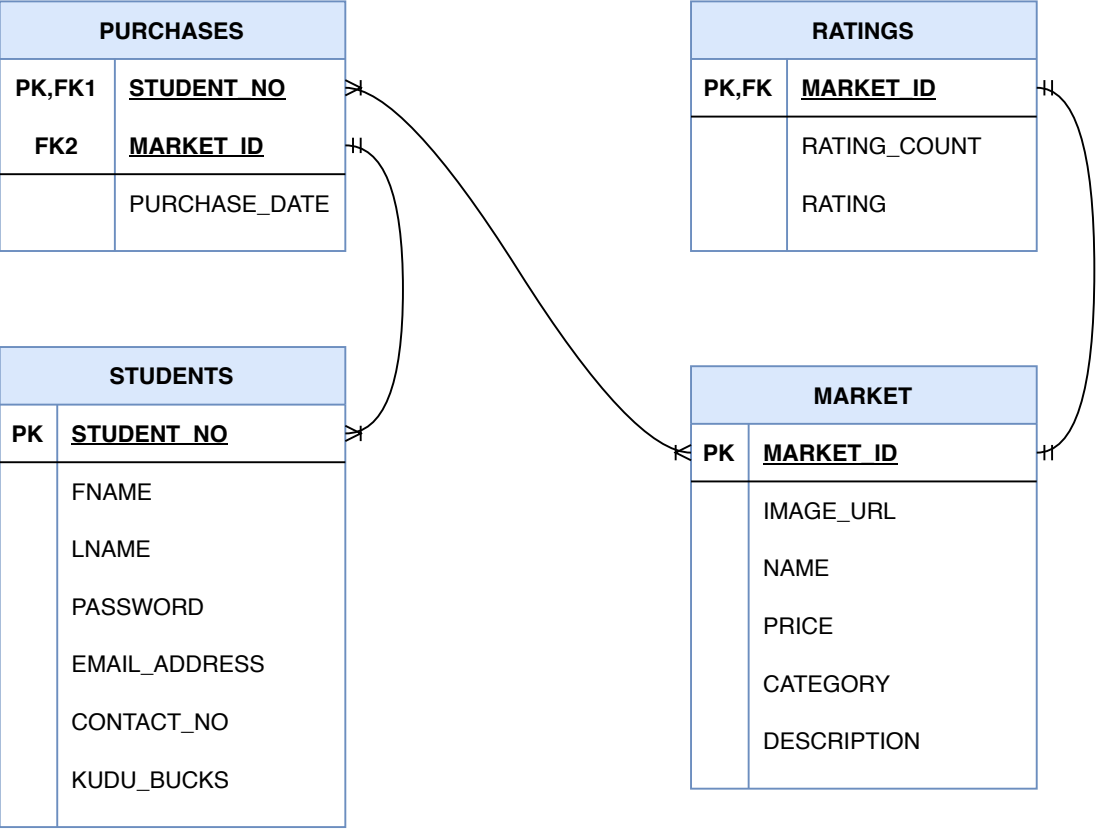 PURCHASES
PK,FK1 STUDENT_NO
FK2 MARKET_ID
PURCHASE_DATE
RATINGS
PK,FK MARKET_ID
RATING_COUNT
RATING
STUDENTS
PK STUDENT_NO
FNAME
LNAME
PASSWORD
EMAIL_ADDRESS
CONTACT_NO
KUDU_BUCKS
MARKET
PK MARKET_ID
IMAGE_URL
NAME
PRICE
CATEGORY
DESCRIPTION